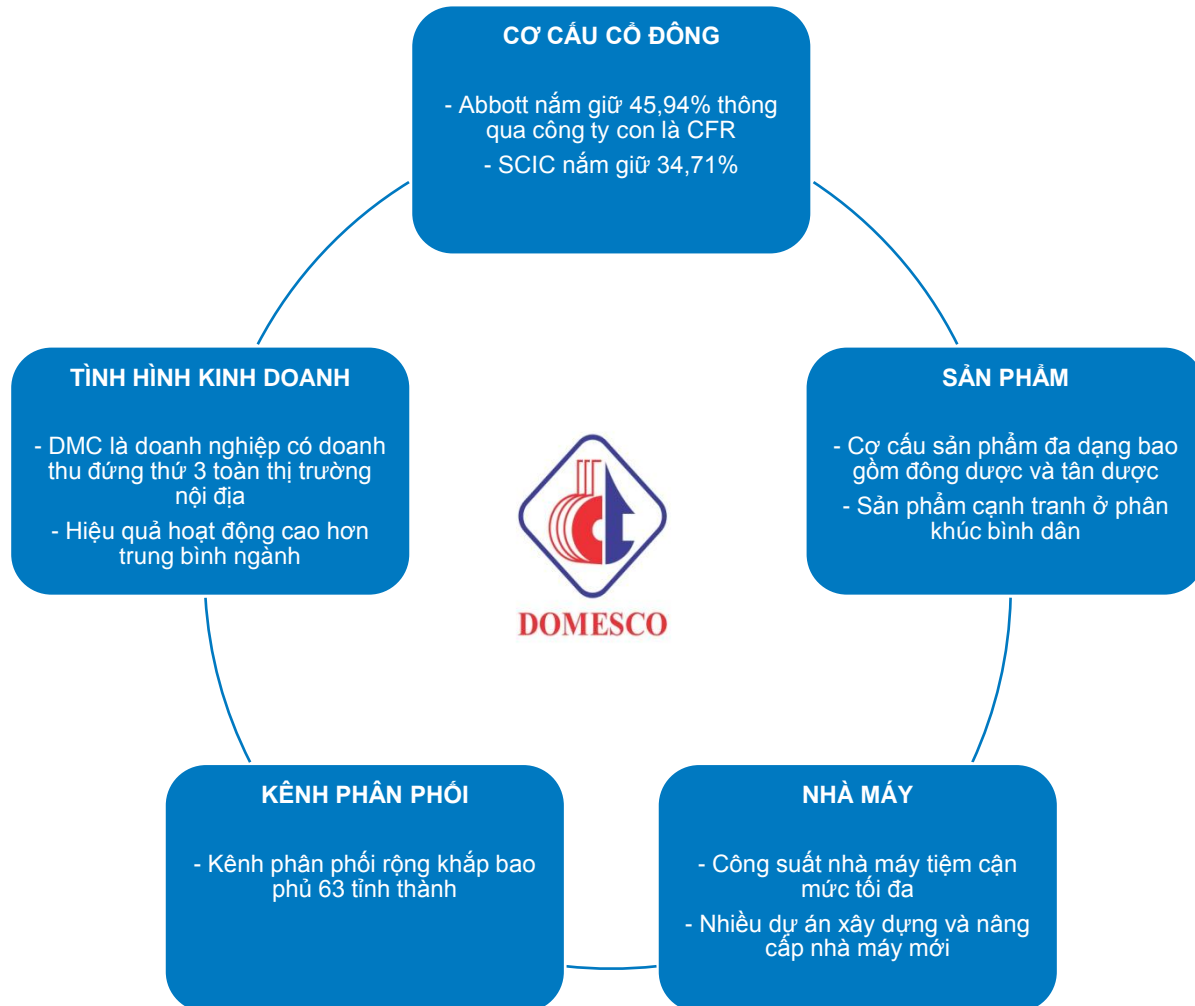 CƠ CẤU CỔ ĐÔNG
- Abbott nắm giữ 45,94% thông
qua công ty con là CFR
- SCIC nắm giữ 34,71%
TÌNH HÌNH KINH DOANH
- DMC là doanh nghiệp có doanh
thu đứng thứ 3 toàn thị trường
nội địa
- Hiệu quả hoạt động cao hơn
trung bình ngành
SẢN PHẨM
- Cơ cấu sản phẩm đa dạng bao
gồm đông dược và tân dược
- Sản phẩm cạnh tranh ở phân
khúc bình dân
DOMESCO
KÊNH PHÂN PHỐI
- Kênh phân phối rộng khắp bao
phủ 63 tỉnh thành
NHÀ MÁY
- Công suất nhà máy tiệm cận
mức tối đa
- Nhiều dự án xây dựng và nâng
cấp nhà máy mới